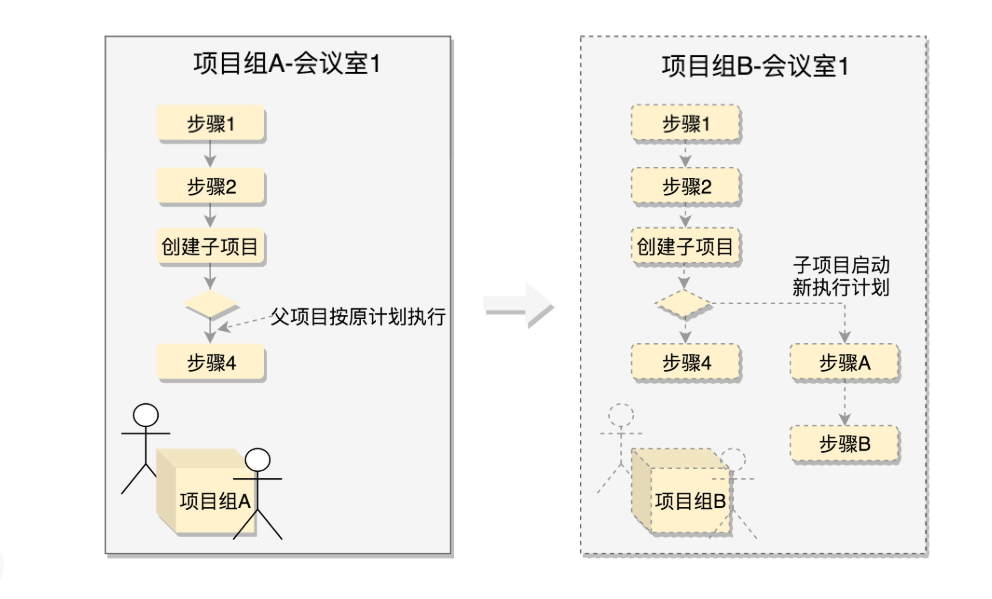 项目组A-会议室1
步骤1
步骤2
创建子项目
父项目按原计划执行
步骤4
项目组A
项目组B-会议室1
步骤1
步骤2
创建子项目
子项目启动
新执行计划
步骤4
步骤A
步骤B
项目组B